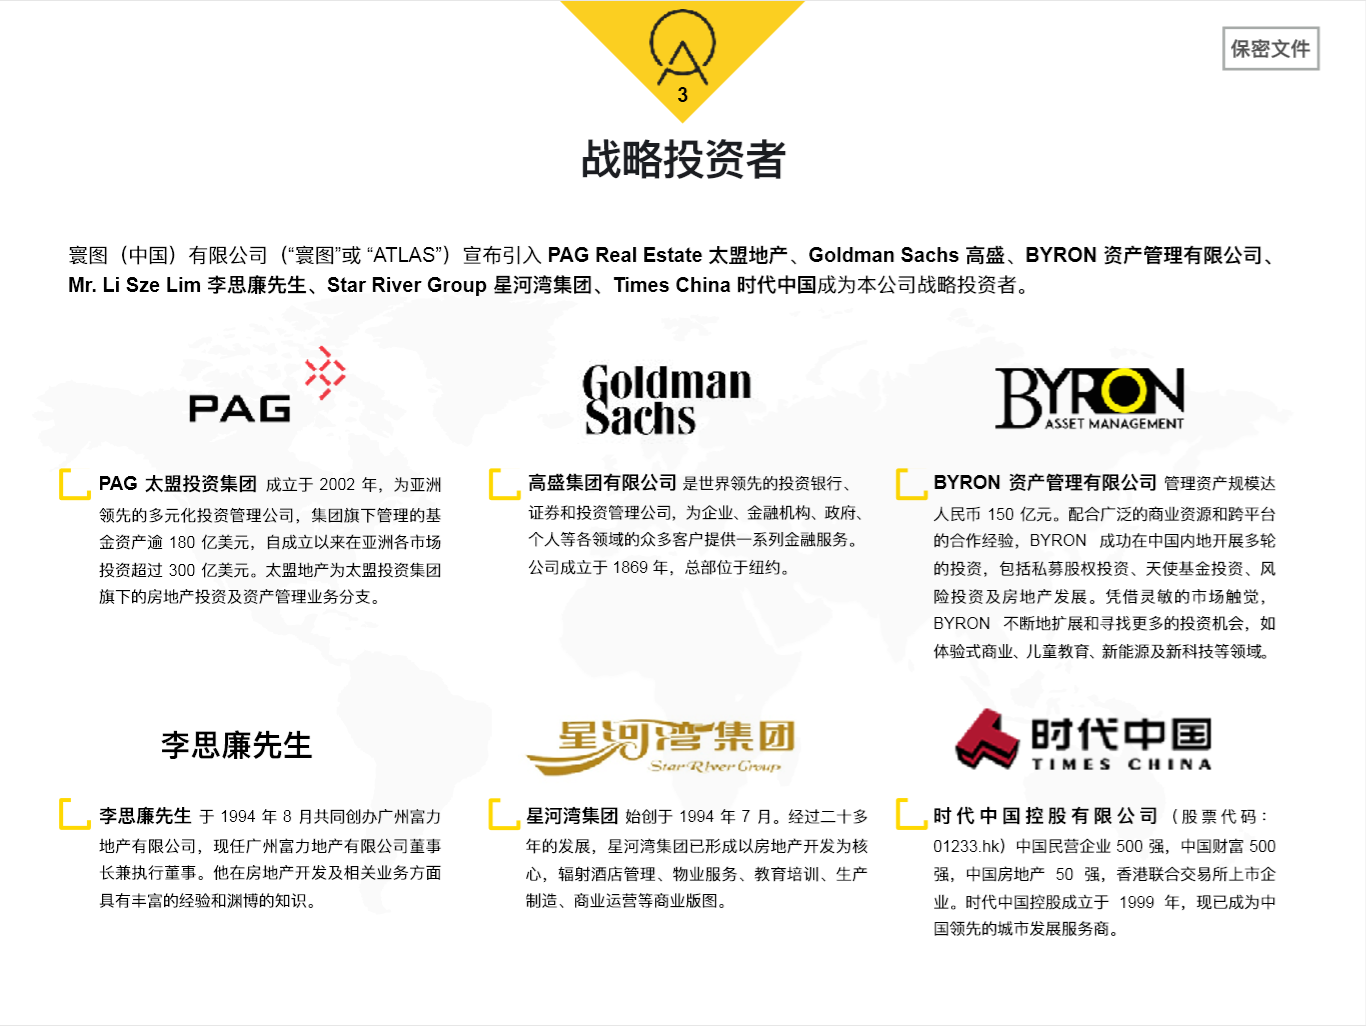 保密文件
3
战略投资者
寰图（中国）有限公司（“寰图”或 “ATLAS”）宣布引入 PAG Real Estate 太盟地产、Goldman Sachs 高盛、BYRON 资产管理有限公司、
Mr. Li Sze Lim 李思廉先生、Star River Group 星河湾集团、Times China 时代中国成为本公司战略投资者。
PAG
Goldman
Sachs
BYRON
ASSET MANAGEMENT
PAG 太盟投资集团 成立于 2002 年，为亚洲
领先的多元化投资管理公司，集团旗下管理的基
金资产逾 180 亿美元，自成立以来在亚洲各市场
投资超过 300 亿美元。太盟地产为太盟投资集团
旗下的房地产投资及资产管理业务分支。
高盛集团有限公司 是世界领先的投资银行、
证券和投资管理公司，为企业、金融机构、政府、
个人等各领域的众多客户提供一系列金融服务。
公司成立于 1869 年，总部位于纽约。
BYRON 资产管理有限公司 管理资产规模达
人民币 150 亿元。配合广泛的商业资源和跨平台
的合作经验，BYRON 成功在中国内地开展多轮
的投资，包括私募股权投资、天使基金投资、风
险投资及房地产发展。凭借灵敏的市场触觉，
BYRON 不断地扩展和寻找更多的投资机会，如
体验式商业、儿童教育、新能源及新科技等领域。
李思廉先生
星河湾集团
Star River Group
时代中国
TIMES CHINA
李思廉先生 于 1994 年 8 月共同创办广州富力
地产有限公司，现任广州富力地产有限公司董事
长兼执行董事。他在房地产开发及相关业务方面
具有丰富的经验和渊博的知识。
星河湾集团 始创于 1994 年 7 月。经过二十多
年的发展，星河湾集团已形成以房地产开发为核
心，辐射酒店管理、物业服务、教育培训、生产
制造、商业运营等商业版图。
时代中国控股有限公司（股票代码：
01233.hk）中国民营企业 500 强，中国财富 500
强，中国房地产 50 强，香港联合交易所上市企
业。时代中国控股成立于 1999 年，现已成为中
国领先的城市发展服务商。